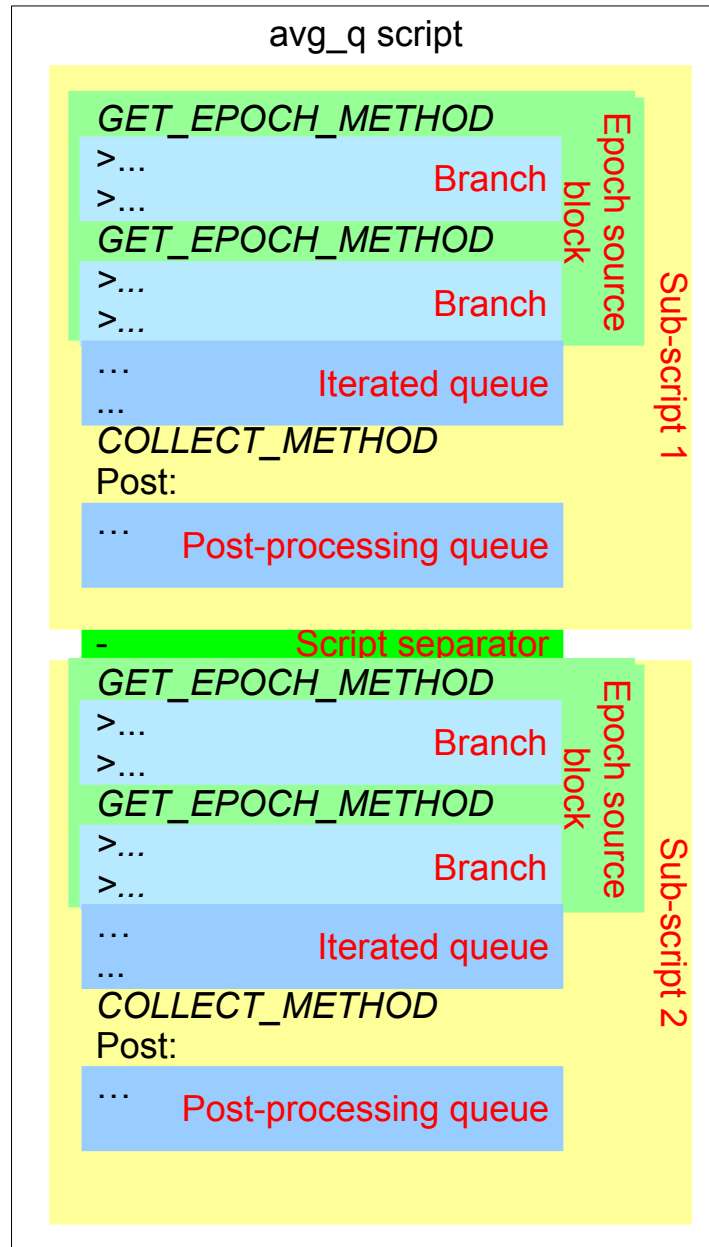 avg_q script
GET_EPOCH_METHOD
>...
>...
Branch
GET_EPOCH_METHOD
>...
>...
Branch
Epoch source
block
...
...
Iterated queue
COLLECT_METHOD
Post:
...
Post-processing queue
Sub-script 1
- Script separator
GET_EPOCH_METHOD
>...
>...
Branch
GET_EPOCH_METHOD
>...
>...
Branch
Epoch source
block
...
...
Iterated queue
COLLECT_METHOD
Post:
...
Post-processing queue
Sub-script 2